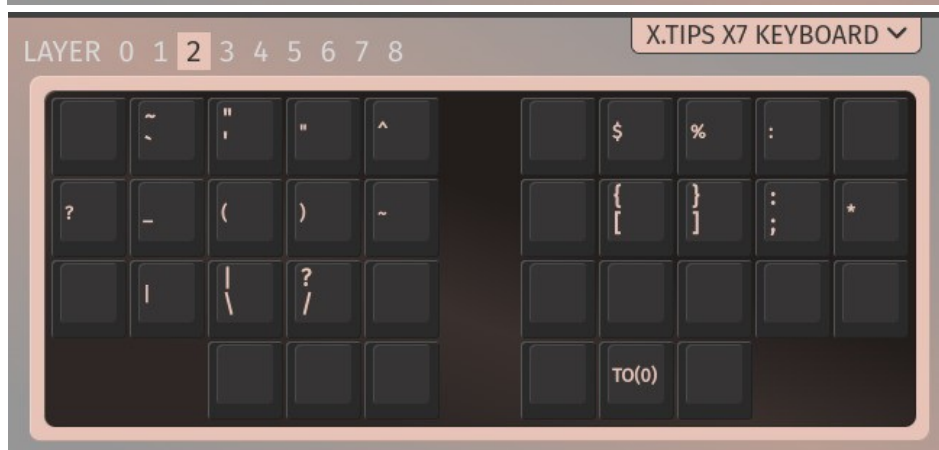 X.TIPS X7 KEYBOARD
LAYER 0 1 2 3 4 5 6 7 8
~ " $ % :
` ' " ^
? _ ( ) ~ { } : *
[ ] ;
| | ?
\ /
TO(0)